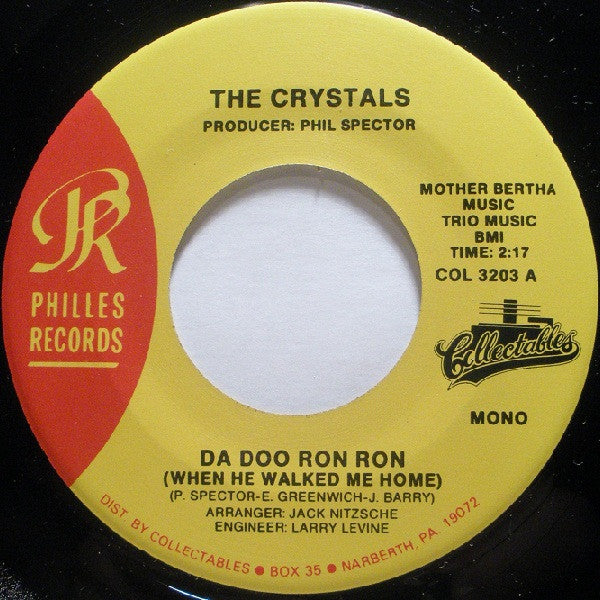 THE CRYSTALS
PRODUCER: PHIL SPECTOR
PR
PHILLES
RECORDS
MOTHER BERTHA
MUSIC
TRIO MUSIC
BMI
TIME: 2:17
COL 3203 A
Collectables
MONO
DA DOO RON RON
(WHEN HE WALKED ME HOME)
(P. SPECTOR-E. GREENWICH-J. BARRY)
ARRANGER: JACK NITZSCHE
ENGINEER: LARRY LEVINE
DIST. BY COLLECTABLES ● BOX 35 ● NARBERTH, PA. 19072